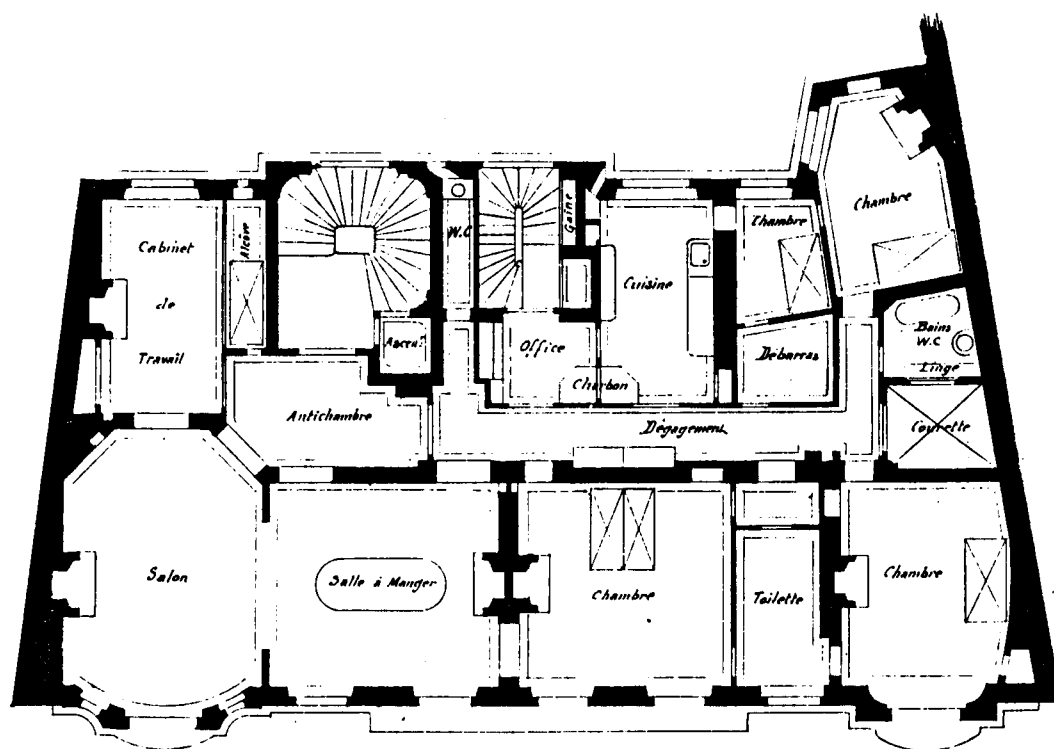 Chambre
Cabinet
de
Travail
Alcôve
W.C
Gaine
Cuisine
Chambre
Ascenr
Office
Charbon
Débarras
Bains
W.C
Linge
Antichambre
Dégagement
Courette
Salon
Salle à Manger
Chambre
Toilette
Chambre